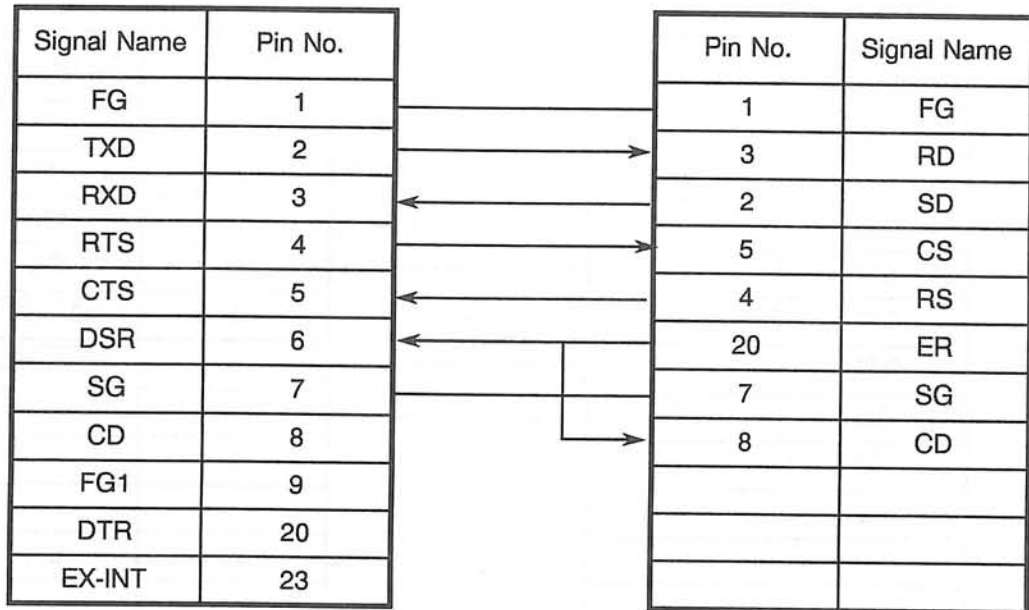 Signal Name Pin No. Pin No. Signal Name
FG 1 1 FG
TXD 2 3 RD
RXD 3 2 SD
RTS 4 5 CS
CTS 5 4 RS
DSR 6 20 ER
SG 7 7 SG
CD 8 8 CD
FG1 9
DTR 20
EX-INT 23